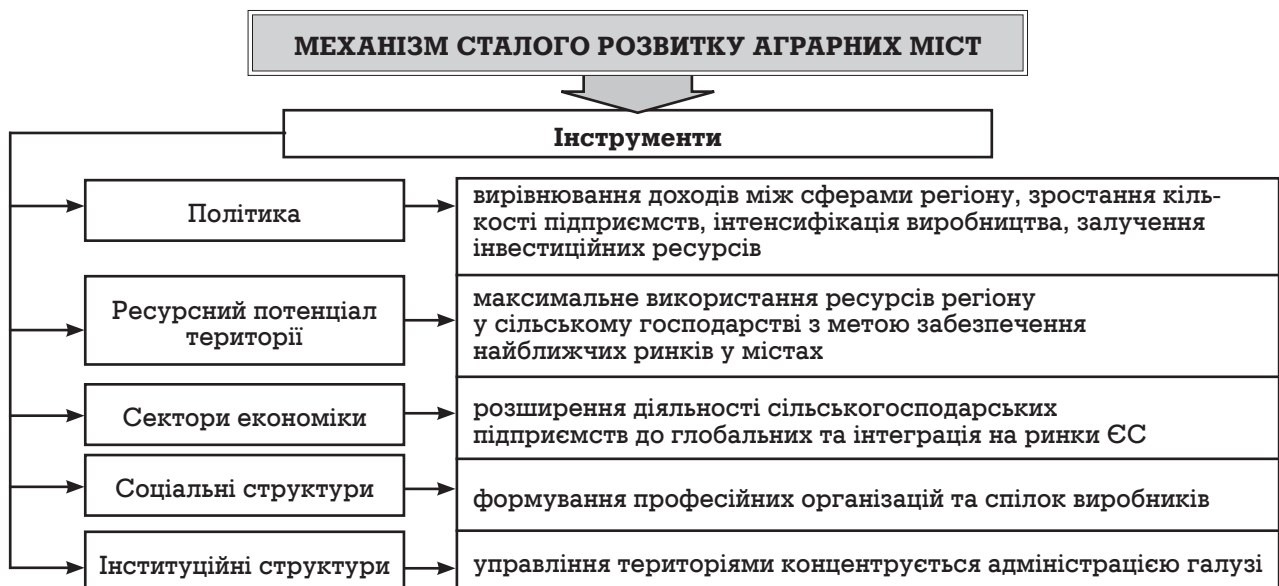 МЕХАНІЗМ СТАЛОГО РОЗВИТКУ АГРАРНИХ МІСТ
Інструменти
Політика
вирівнювання доходів між сферами регіону, зростання кіль-
кості підприємств, інтенсифікація виробництва, залучення
інвестиційних ресурсів
Ресурсний потенціал
території
максимальне використання ресурсів регіону
у сільському господарстві з метою забезпечення
найближчих ринків у містах
Сектори економіки
розширення діяльності сільськогосподарських
підприємств до глобальних та інтеграція на ринки ЄС
Соціальні структури
формування професійних організацій та спілок виробників
Інституційні структури
управління територіями концентрується адміністрацією галузі